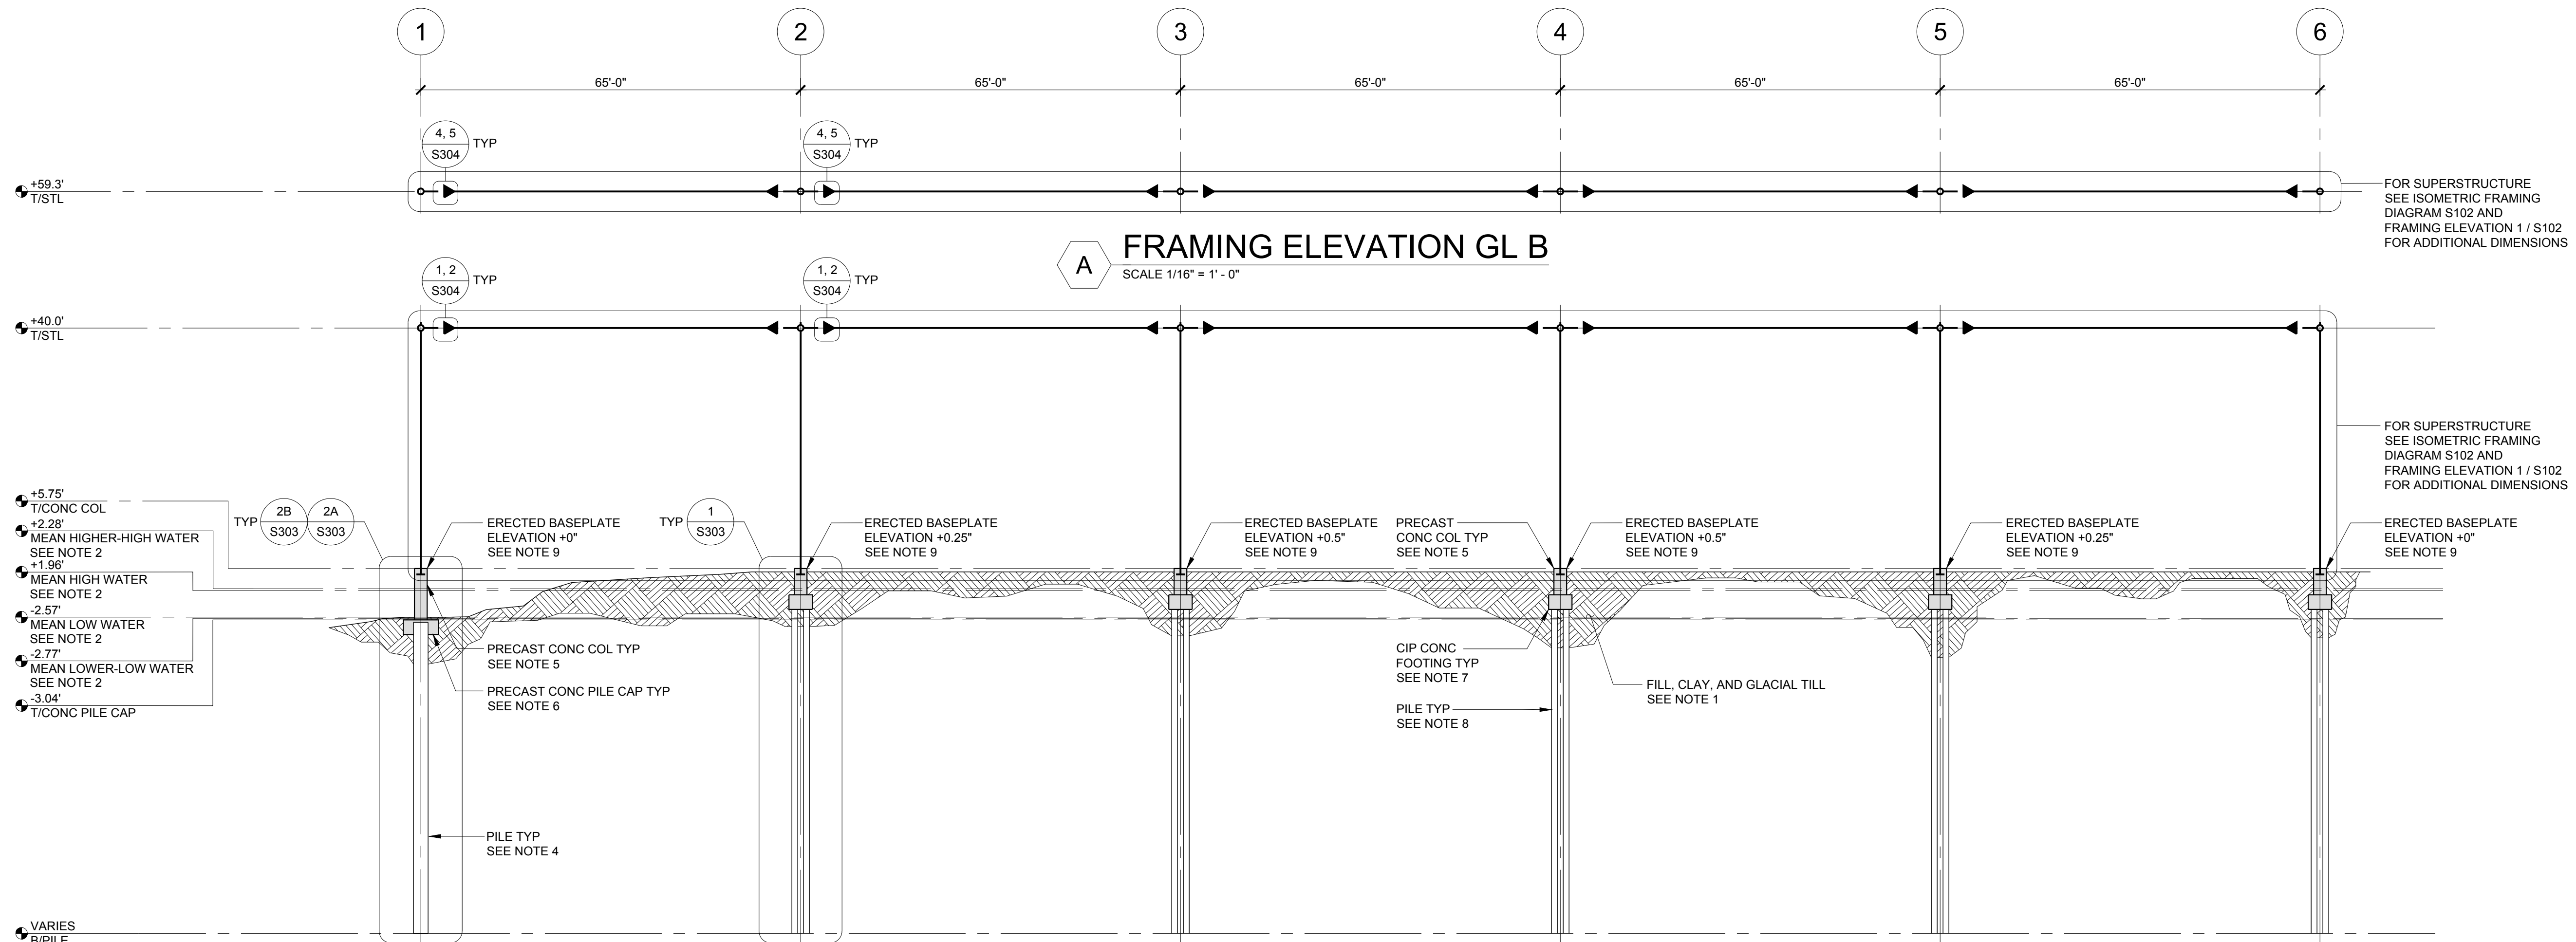 1
2
3
4
5
6
65'-0"
65'-0"
65'-0"
65'-0"
65'-0"
4, 5
S304
TYP
4, 5
S304
TYP
+59.3'
T/STL
FOR SUPERSTRUCTURE
SEE ISOMETRIC FRAMING
DIAGRAM S102 AND
FRAMING ELEVATION 1 / S102
FOR ADDITIONAL DIMENSIONS
A
FRAMING ELEVATION GL B
SCALE 1/16" = 1' - 0"
1, 2
S304
TYP
1, 2
S304
TYP
+40.0'
T/STL
FOR SUPERSTRUCTURE
SEE ISOMETRIC FRAMING
DIAGRAM S102 AND
FRAMING ELEVATION 1 / S102
FOR ADDITIONAL DIMENSIONS
+5.75'
T/CONC COL
+2.28'
MEAN HIGHER-HIGH WATER
SEE NOTE 2
+1.96'
MEAN HIGH WATER
SEE NOTE 2
-2.57'
MEAN LOW WATER
SEE NOTE 2
-2.77'
MEAN LOWER-LOW WATER
SEE NOTE 2
-3.04'
T/CONC PILE CAP
TYP
2B
S303
2A
S303
ERECTED BASEPLATE
ELEVATION +0"
SEE NOTE 9
TYP
1
S303
ERECTED BASEPLATE
ELEVATION +0.25"
SEE NOTE 9
ERECTED BASEPLATE
ELEVATION +0.5"
SEE NOTE 9
PRECAST
CONC COL TYP
SEE NOTE 5
ERECTED BASEPLATE
ELEVATION +0.5"
SEE NOTE 9
ERECTED BASEPLATE
ELEVATION +0.25"
SEE NOTE 9
ERECTED BASEPLATE
ELEVATION +0"
SEE NOTE 9
PRECAST CONC COL TYP
SEE NOTE 5
PRECAST CONC PILE CAP TYP
SEE NOTE 6
CIP CONC
FOOTING TYP
SEE NOTE 7
FILL, CLAY, AND GLACIAL TILL
SEE NOTE 1
PILE TYP
SEE NOTE 8
PILE TYP
SEE NOTE 4
VARIES
B/PILE